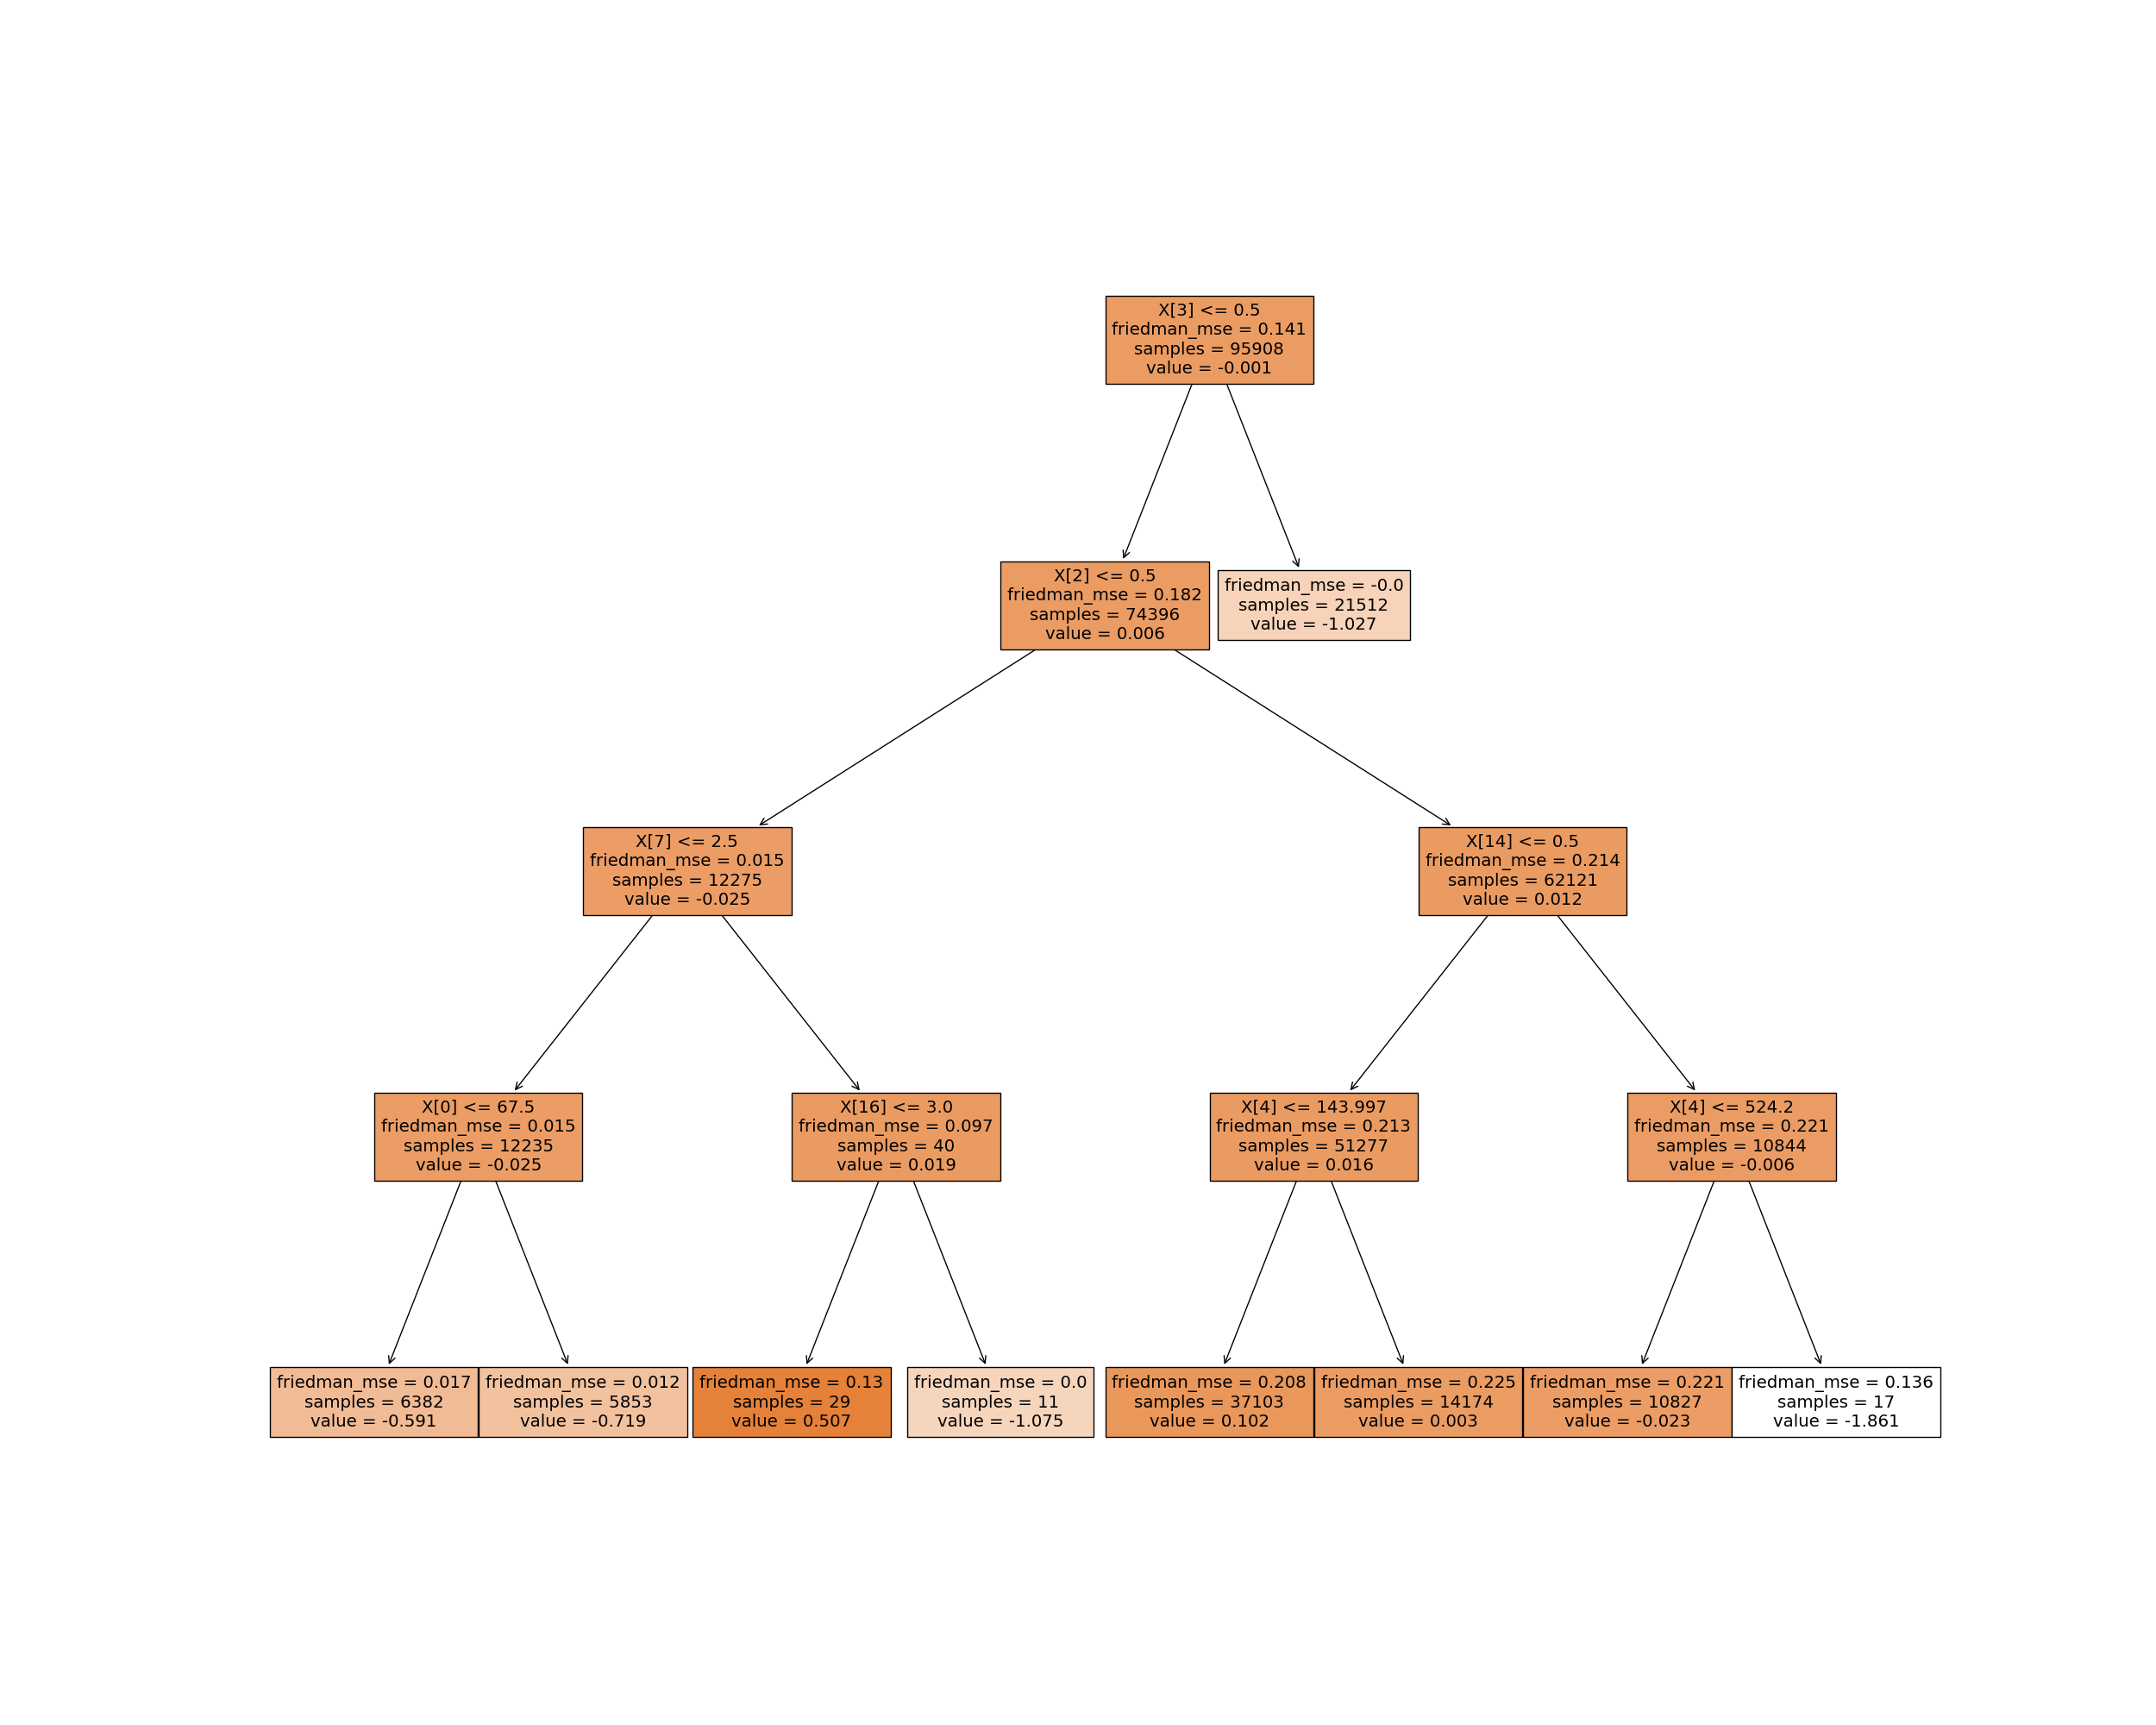 X[3] <= 0.5
friedman_mse = 0.141
samples = 95908
value = -0.001
X[2] <= 0.5
friedman_mse = 0.182
samples = 74396
value = 0.006
friedman_mse = -0.0
samples = 21512
value = -1.027
X[7] <= 2.5
friedman_mse = 0.015
samples = 12275
value = -0.025
X[14] <= 0.5
friedman_mse = 0.214
samples = 62121
value = 0.012
X[0] <= 67.5
friedman_mse = 0.015
samples = 12235
value = -0.025
X[16] <= 3.0
friedman_mse = 0.097
samples = 40
value = 0.019
X[4] <= 143.997
friedman_mse = 0.213
samples = 51277
value = 0.016
X[4] <= 524.2
friedman_mse = 0.221
samples = 10844
value = -0.006
friedman_mse = 0.017
samples = 6382
value = -0.591
friedman_mse = 0.012
samples = 5853
value = -0.719
friedman_mse = 0.13
samples = 29
value = 0.507
friedman_mse = 0.0
samples = 11
value = -1.075
friedman_mse = 0.208
samples = 37103
value = 0.102
friedman_mse = 0.225
samples = 14174
value = 0.003
friedman_mse = 0.221
samples = 10827
value = -0.023
friedman_mse = 0.136
samples = 17
value = -1.861